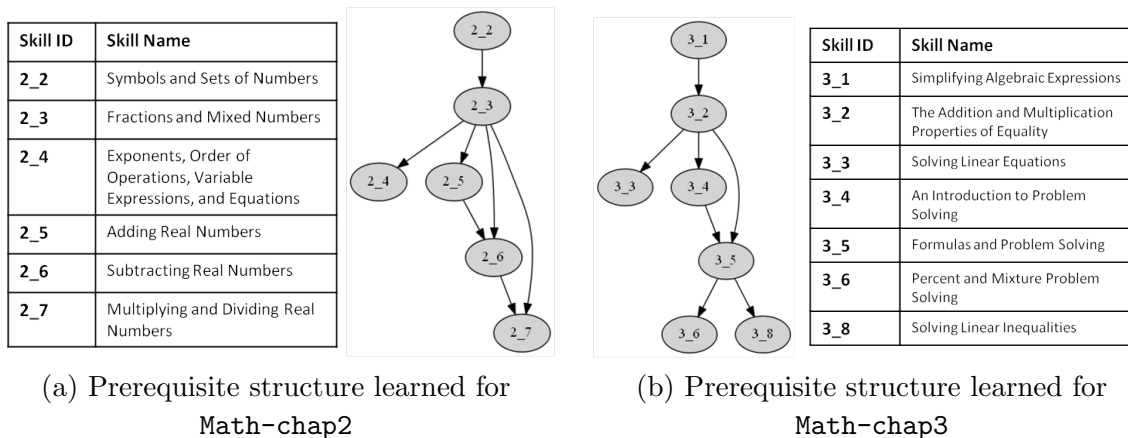 Skill ID Skill Name
2_2 Symbols and Sets of Numbers
2_3 Fractions and Mixed Numbers
2_4 Exponents, Order of
Operations, Variable
Expressions, and Equations
2_5 Adding Real Numbers
2_6 Subtracting Real Numbers
2_7 Multiplying and Dividing Real
Numbers
2_2
2_3
2_4
2_5
2_6
2_7
(a) Prerequisite structure learned for
Math-chap2
3_1
3_2
3_3
3_4
3_5
3_6
3_8
Skill ID Skill Name
3_1 Simplifying Algebraic Expressions
3_2 The Addition and Multiplication
Properties of Equality
3_3 Solving Linear Equations
3_4 An Introduction to Problem
Solving
3_5 Formulas and Problem Solving
3_6 Percent and Mixture Problem
Solving
3_8 Solving Linear Inequalities
(b) Prerequisite structure learned for
Math-chap3